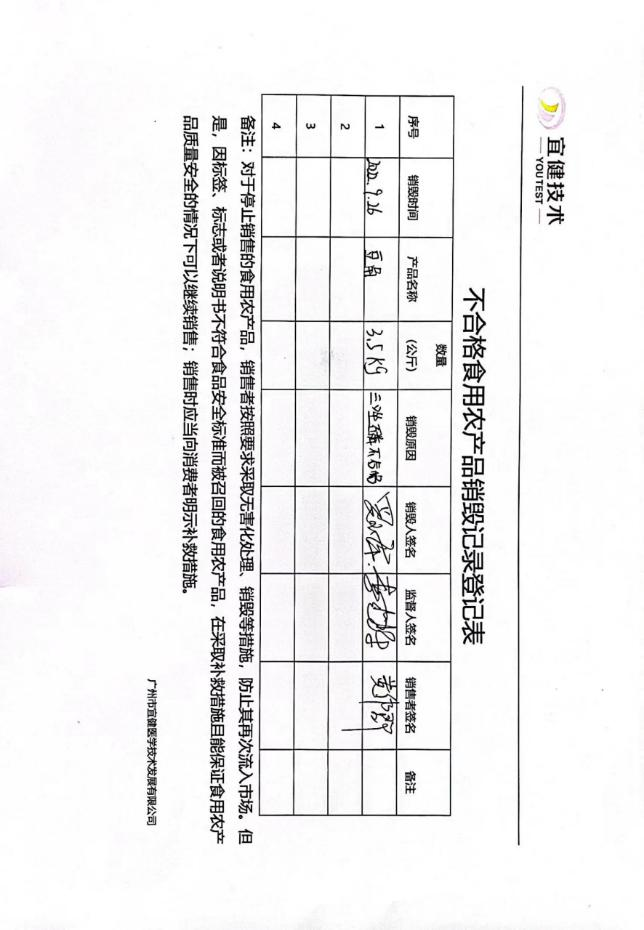 宜健技术
YOUTEST
不合格食用农产品销毁记录登记表
序号 销毁时间 产品名称 数量(公斤) 销毁原因 销毁人签名 监督人签名 销售者签名 备注
1 2022.9.26 豆角 3.5 kg 三唑磷不合格
2
3
4
备注：对于停止销售的食用农产品，销售者按照要求采取无害化处理、销毁等措施，防止其再次流入市场。但
是，因标签、标志或者说明书不符合食品安全标准而被召回的食用农产品，在采取补救措施且能保证食用农产
品质量安全的情况下可以继续销售；销售时应当向消费者明示补救措施。
广州市宜健医学技术发展有限公司